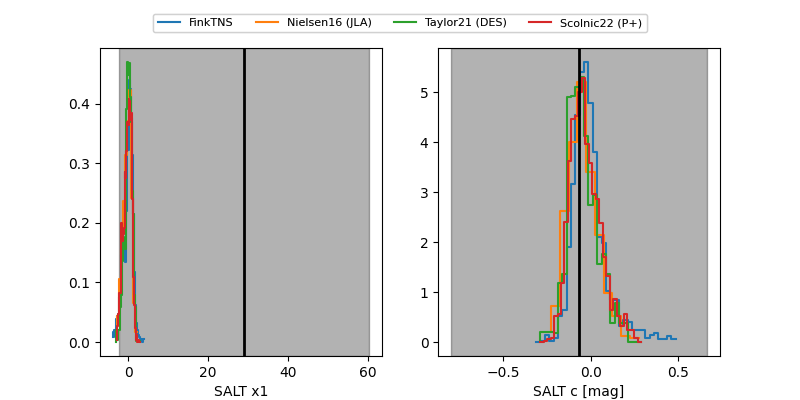 FinkTNS Nielsen16 (JLA) Taylor21 (DES) Scolnic22 (P+)
0.4
0.3
0.2
0.1
0.0
0 20 40 60
SALT x1
5
4
3
2
1
0
−0.5 0.0 0.5
SALT c [mag]